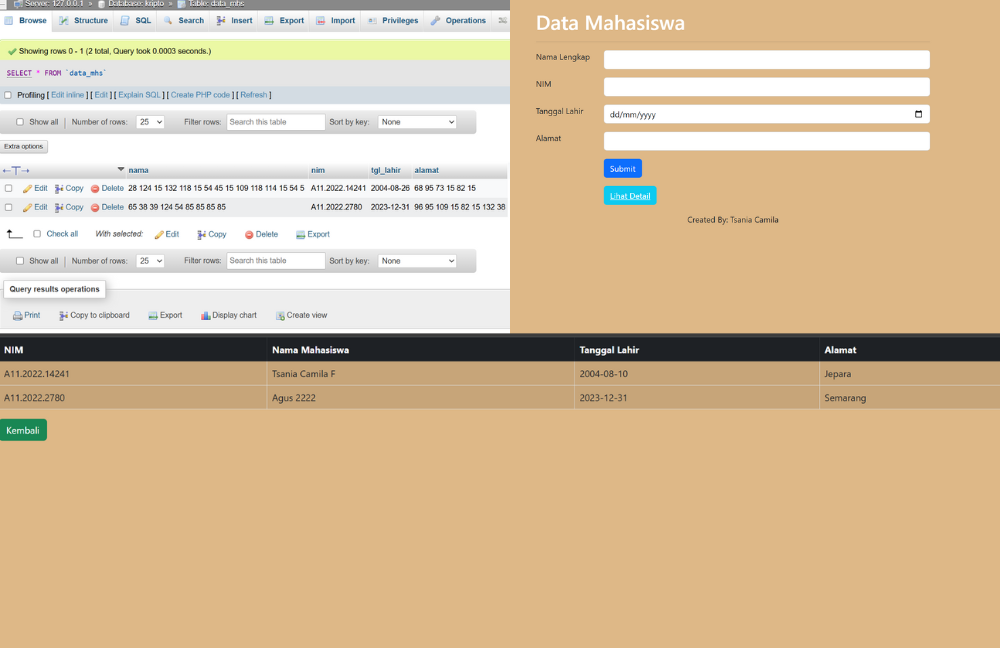 Server: 127.0.0.1 » Database: kripto » Table: data_mhs
Browse Structure SQL Search Insert Export Import Privileges Operations
Showing rows 0 - 1 (2 total, Query took 0.0003 seconds.)
SELECT * FROM `data_mhs`
Profiling [ Edit inline ] [ Edit ] [ Explain SQL ] [ Create PHP code ] [ Refresh ]
Show all | Number of rows: 25 Filter rows: Search this table Sort by key: None
Extra options
←T→ nama nim tgl_lahir alamat
Edit Copy Delete 28 124 15 132 118 15 54 45 15 109 118 114 15 54 5 A11.2022.14241 2004-08-26 68 95 73 15 82 15
Edit Copy Delete 65 38 39 124 54 85 85 85 85 A11.2022.2780 2023-12-31 96 95 109 15 82 15 132 38
Check all With selected: Edit Copy Delete Export
Show all | Number of rows: 25 Filter rows: Search this table Sort by key: None
Query results operations
Print Copy to clipboard Export Display chart Create view
Data Mahasiswa
Nama Lengkap
NIM
Tanggal Lahir dd/mm/yyyy
Alamat
Submit
Lihat Detail
Created By: Tsania Camila
NIM Nama Mahasiswa Tanggal Lahir Alamat
A11.2022.14241 Tsania Camila F 2004-08-10 Jepara
A11.2022.2780 Agus 2222 2023-12-31 Semarang
Kembali